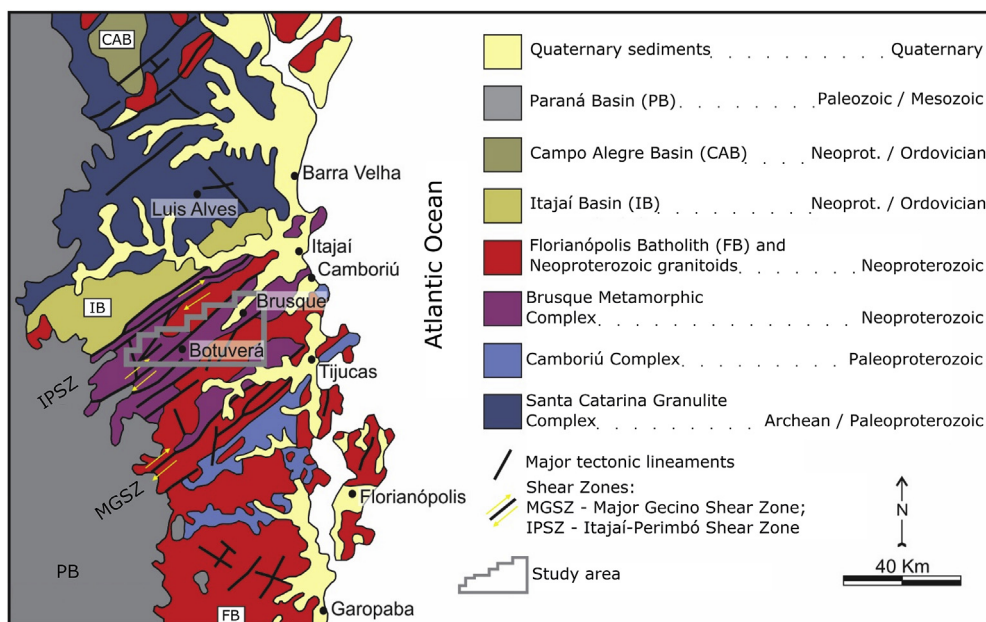 CAB
Barra Velha
Luis Alves
Itajaí
Camboriú
IB
Brusque
Botuverá
Tijucas
IPSZ
MGSZ
Florianópolis
PB
FB
Garopaba
Atlantic Ocean
Quaternary sediments . . . . . . . . . . . Quaternary
Paraná Basin (PB) . . . . . . . . Paleozoic / Mesozoic
Campo Alegre Basin (CAB) . . . . Neoprot. / Ordovician
Itajaí Basin (IB) . . . . . . . . . Neoprot. / Ordovician
Florianópolis Batholith (FB) and
Neoproterozoic granitoids . . . . . . . Neoproterozoic
Brusque Metamorphic
Complex . . . . . . . . . . . . . . . Neoproterozoic
Camboriú Complex . . . . . . . . . Paleoproterozoic
Santa Catarina Granulite
Complex . . . . . . . . Archean / Paleoproterozoic
Major tectonic lineaments
Shear Zones:
MGSZ - Major Gecino Shear Zone;
IPSZ - Itajaí-Perimbó Shear Zone
Study area
N
40 Km